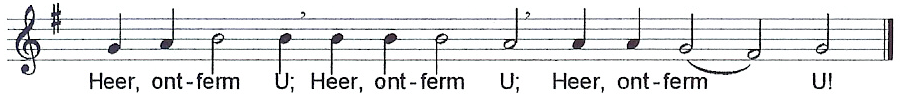 Heer, ont-ferm U; Heer, ont-ferm U; Heer, ont-ferm U!